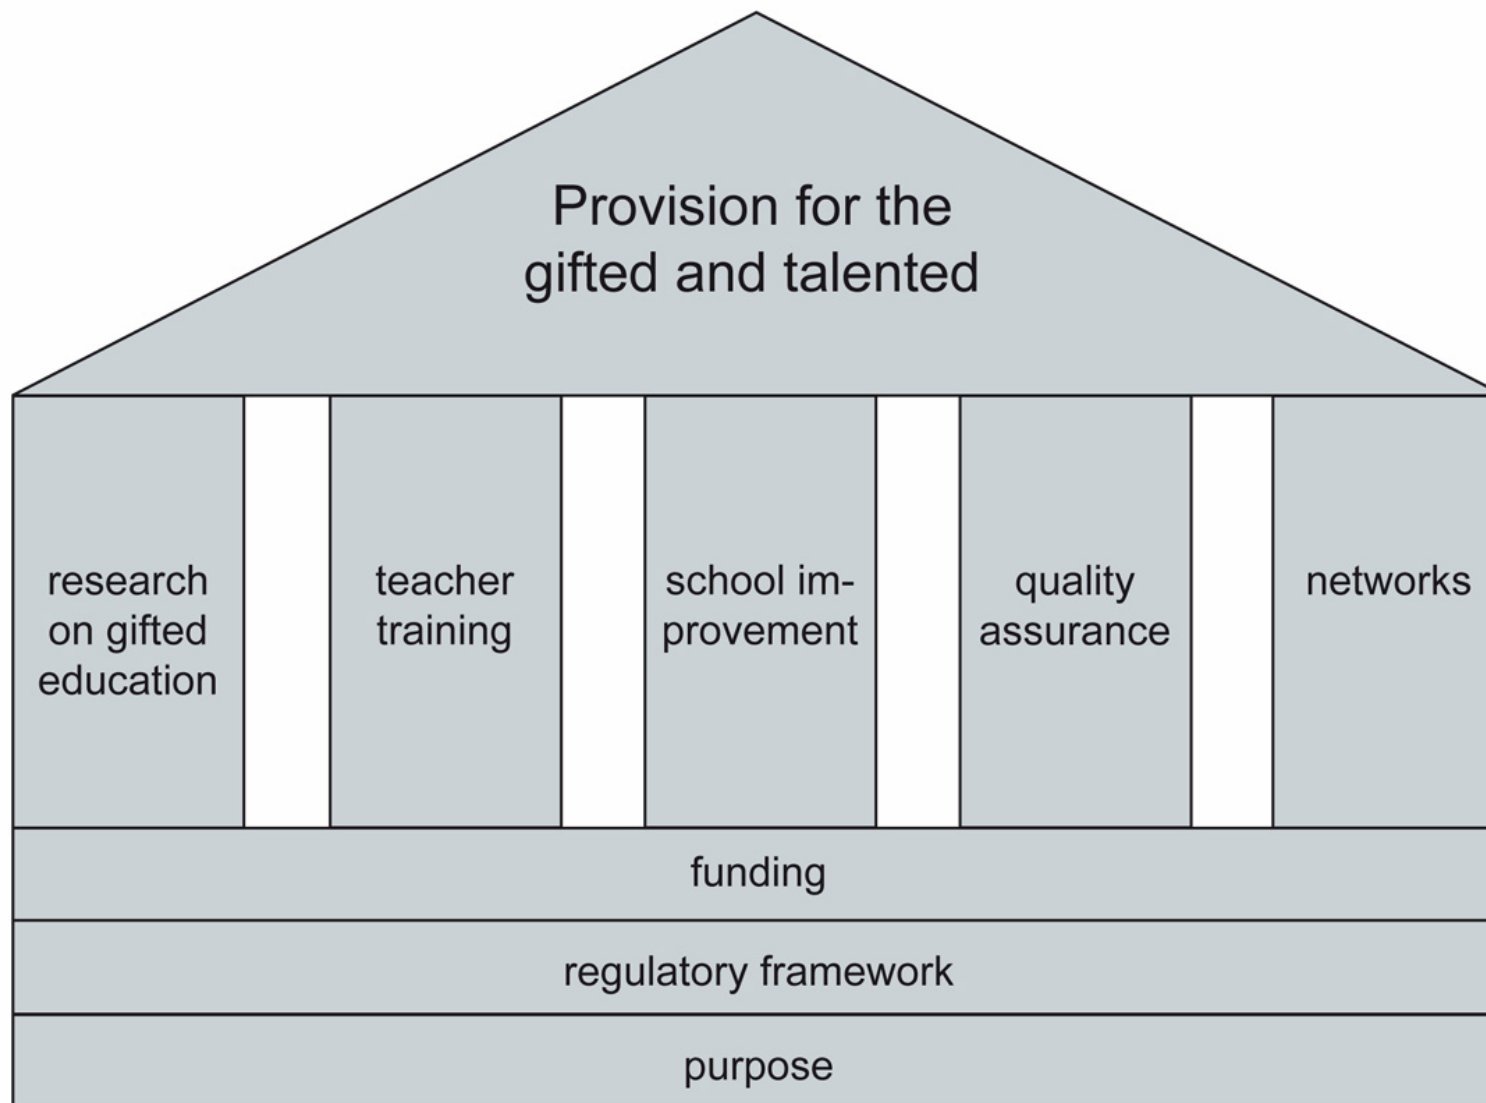 Provision for the
gifted and talented
research
on gifted
education
teacher
training
school im-
provement
quality
assurance
networks
funding
regulatory framework
purpose